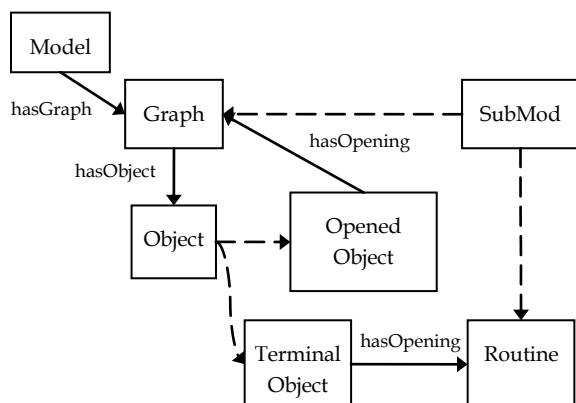 Model
hasGraph
Graph
SubMod
hasOpening
hasObject
Object
Opened
Object
Terminal
Object
hasOpening
Routine